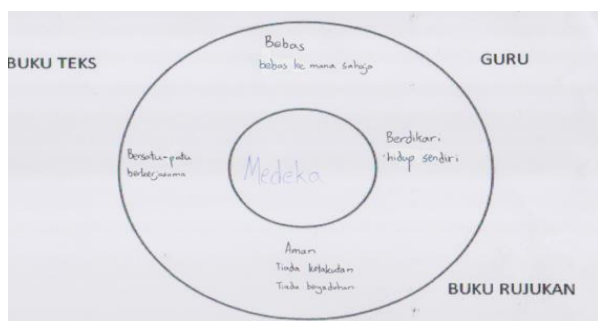 BUKU TEKS
Bebas
bebas ke mana sahaja
GURU
Bersatu-padu
berkerjasama
Medeka
Berdikari
hidup sendiri
Aman
Tiada ketakutan
Tiada
BUKU RUJUKAN